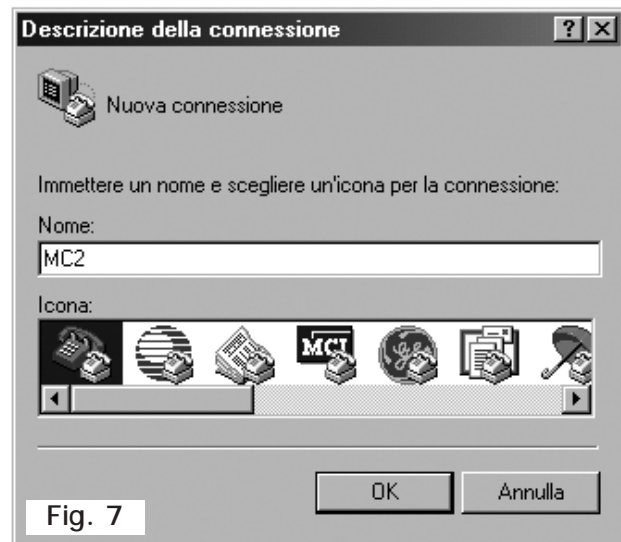 Descrizione della connessione
Nuova connessione
Immettere un nome e scegliere un'icona per la connessione:
Nome:
MC2
Icona:
MCI
OK Annulla
Fig. 7